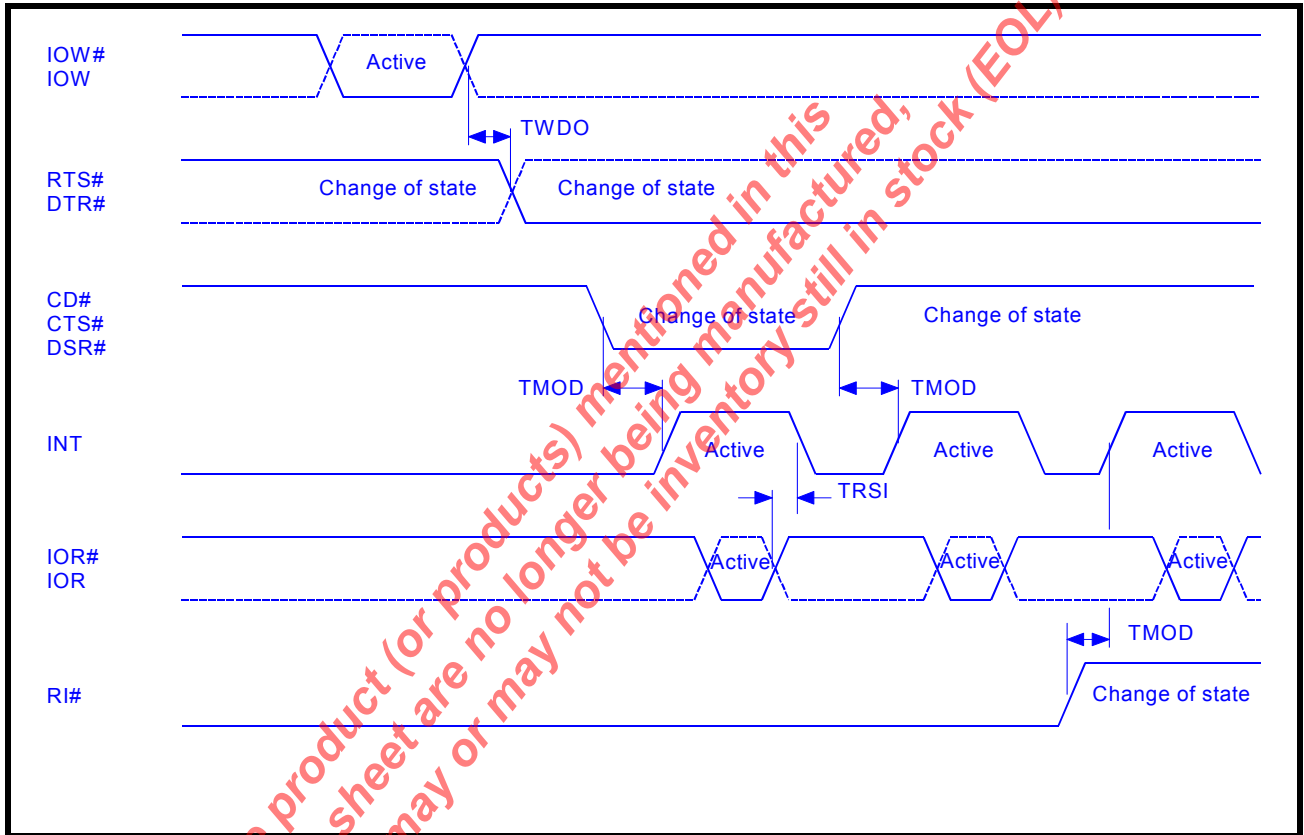 IOW#
IOW
Active
TWDO
RTS#
DTR#
Change of state
Change of state
CD#
CTS#
DSR#
Change of state
Change of state
TMOD
TMOD
INT
Active
Active
Active
TRSI
IOR#
IOR
Active
Active
Active
TMOD
RI#
Change of state
product (or products) mentioned in this
sheet are no longer being manufactured,
may or may not be inventory still in stock (EOL)